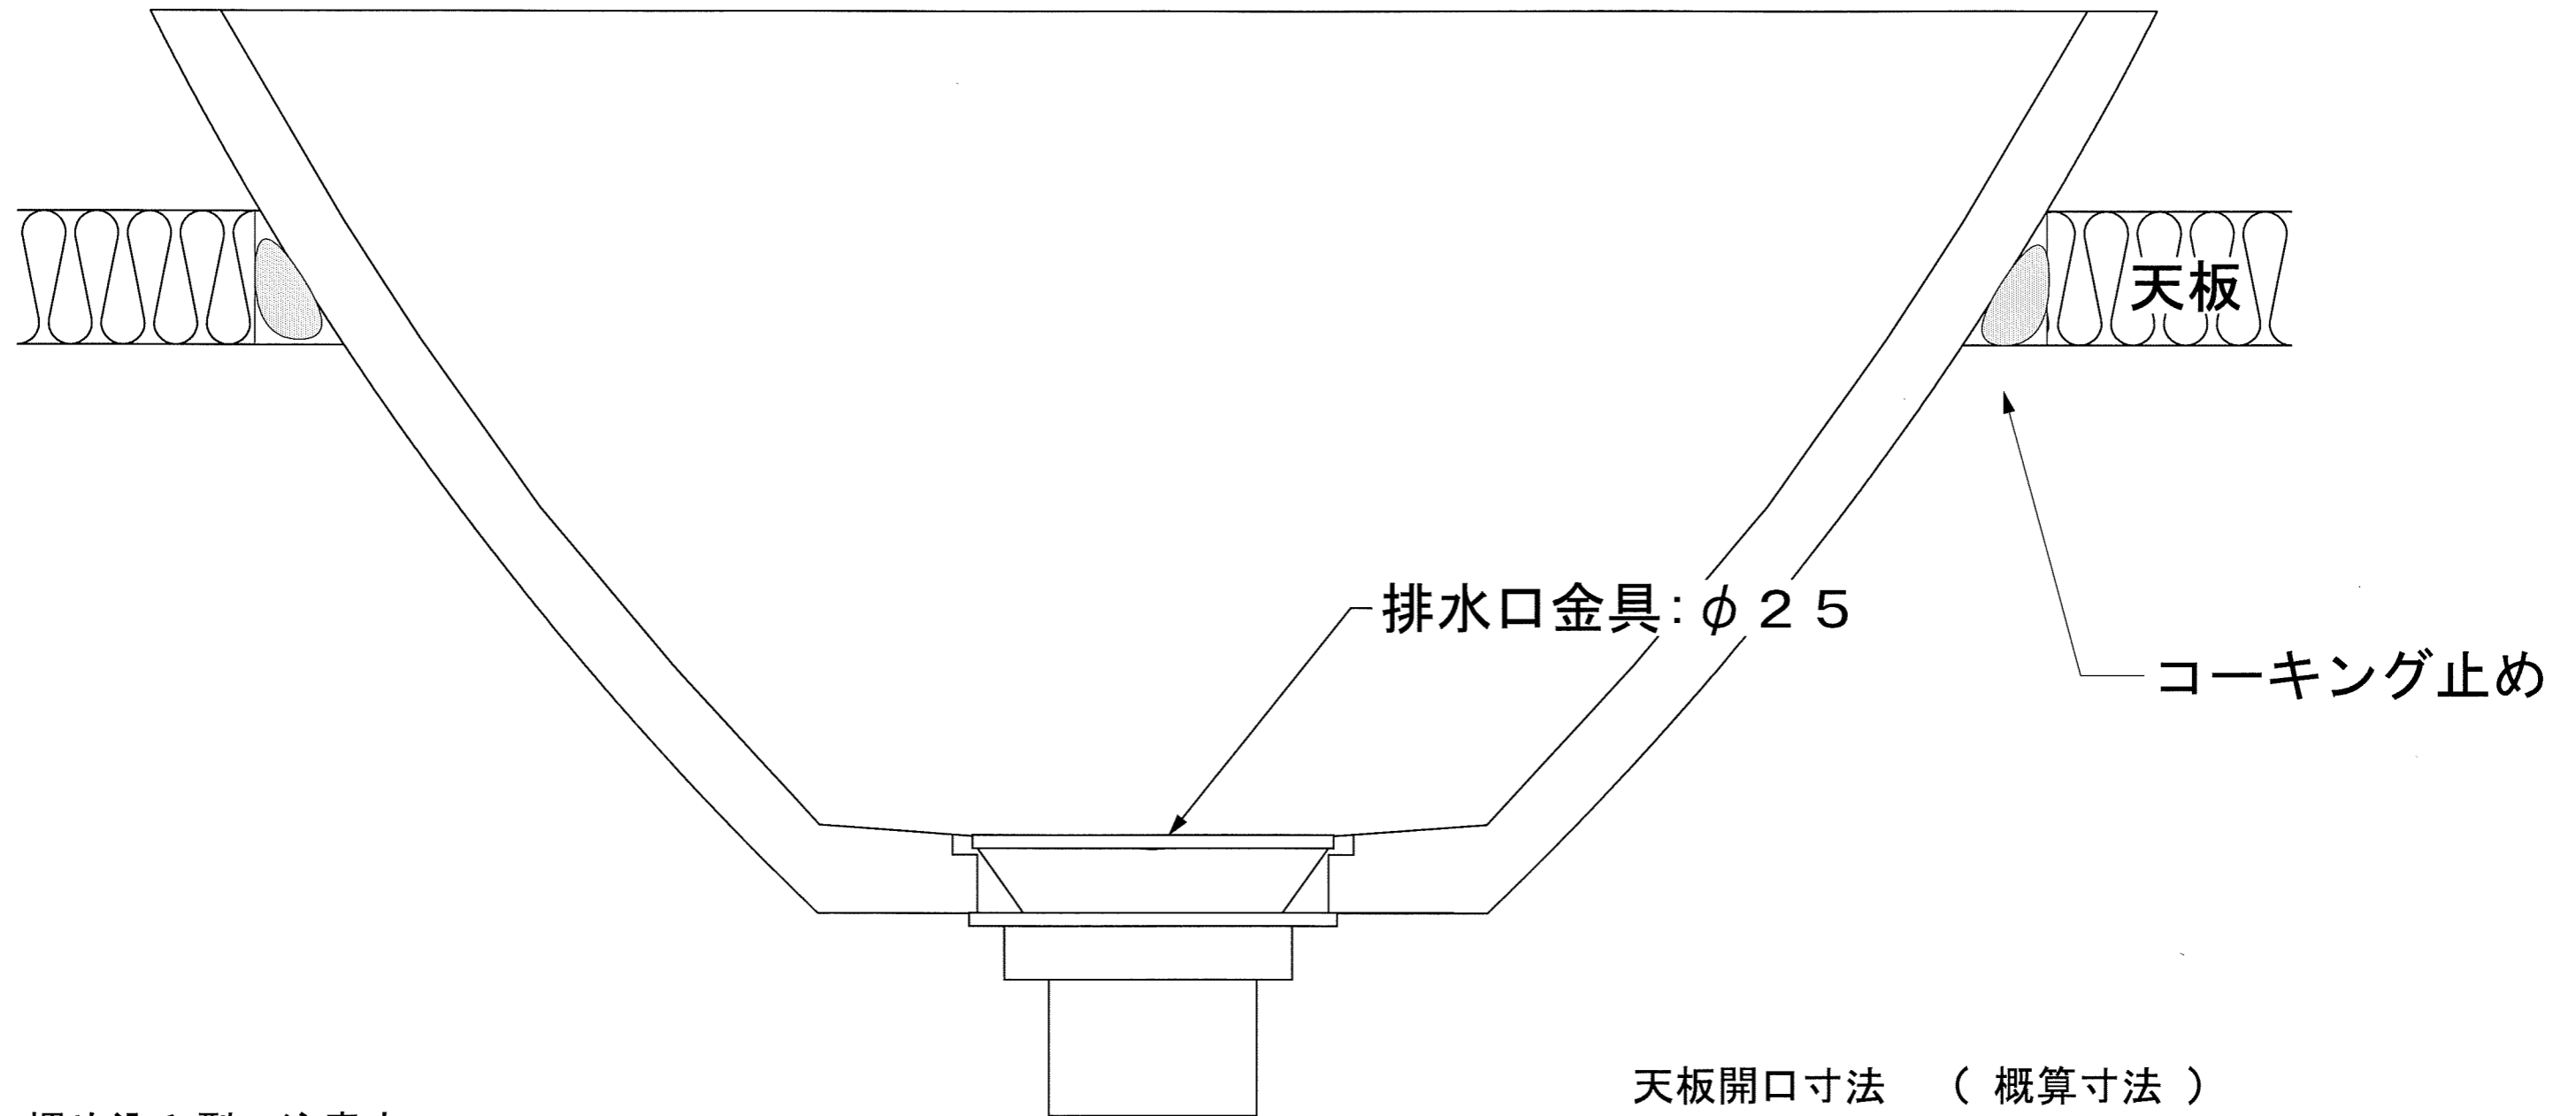 天板
排水口金具:φ２５
コーキング止め
天板開口寸法　（ 概算寸法 ）